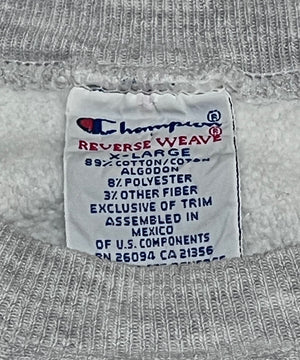 Champion®
REVERSE WEAVE®
X-LARGE
89% COTTON/COTON
ALGODON
8% POLYESTER
3% OTHER FIBER
EXCLUSIVE OF TRIM
ASSEMBLED IN
MEXICO
OF U.S. COMPONENTS
RN 26094 CA 21356
REVERSE